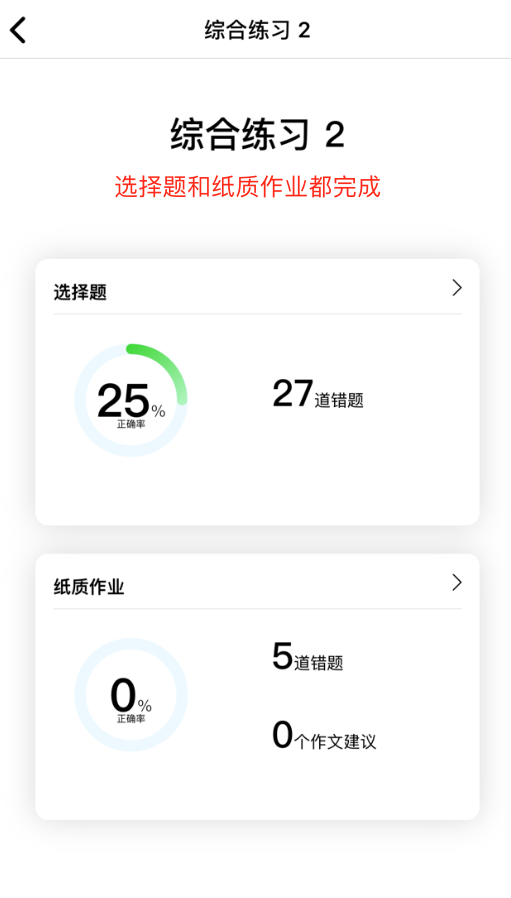 综合练习 2
综合练习 2
选择题和纸质作业都完成
选择题
25%
正确率
27道错题
纸质作业
0%
正确率
5道错题
0个作文建议